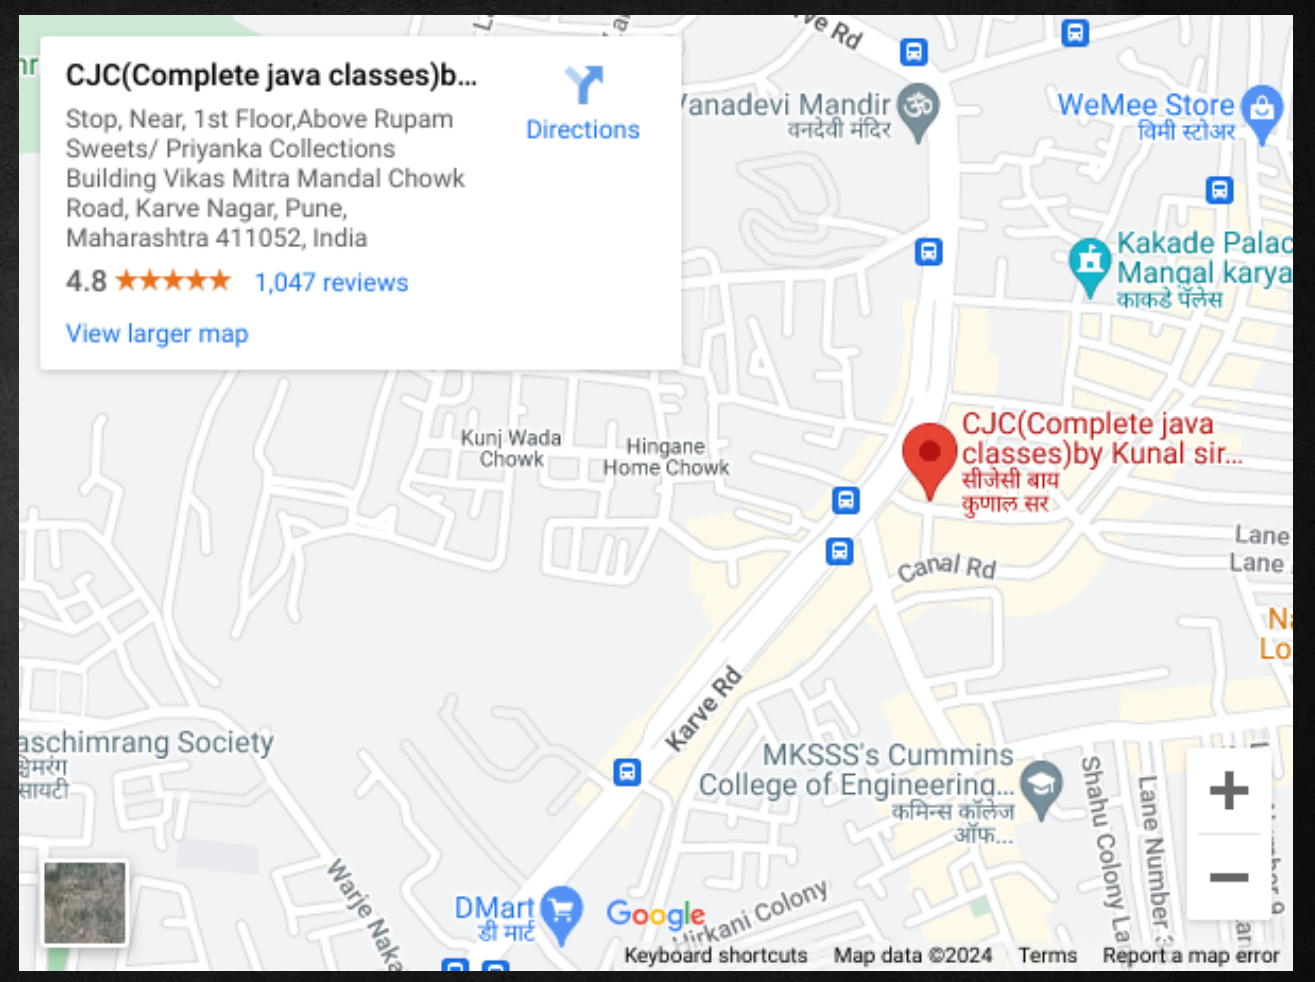 CJC(Complete java classes)b...
Stop, Near, 1st Floor,Above Rupam
Sweets/ Priyanka Collections
Building Vikas Mitra Mandal Chowk
Road, Karve Nagar, Pune,
Maharashtra 411052, India
4.8
1,047 reviews
View larger map
Directions
Rd
Vanadevi Mandir
वनदेवी मंदिर
WeMee Store
विमी स्टोअर
Kakade Palac
Mangal karya
काकडे पॅलेस
Kunj Wada
Chowk
Hingane
Home Chowk
CJC(Complete java
classes)by Kunal sir...
सीजेसी बाय
कुणाल सर
Lane
Lane
Canal Rd
Karve Rd
aschimrang Society
MKSSS's Cummins
College of Engineering...
कमिन्स कॉलेज
ऑफ...
Shahu Colony La
Lane Number
Warje Naka
DMart
डी मार्ट
Google
Hirkani Colony
Keyboard shortcuts
Map data ©2024
Terms
Report a map error